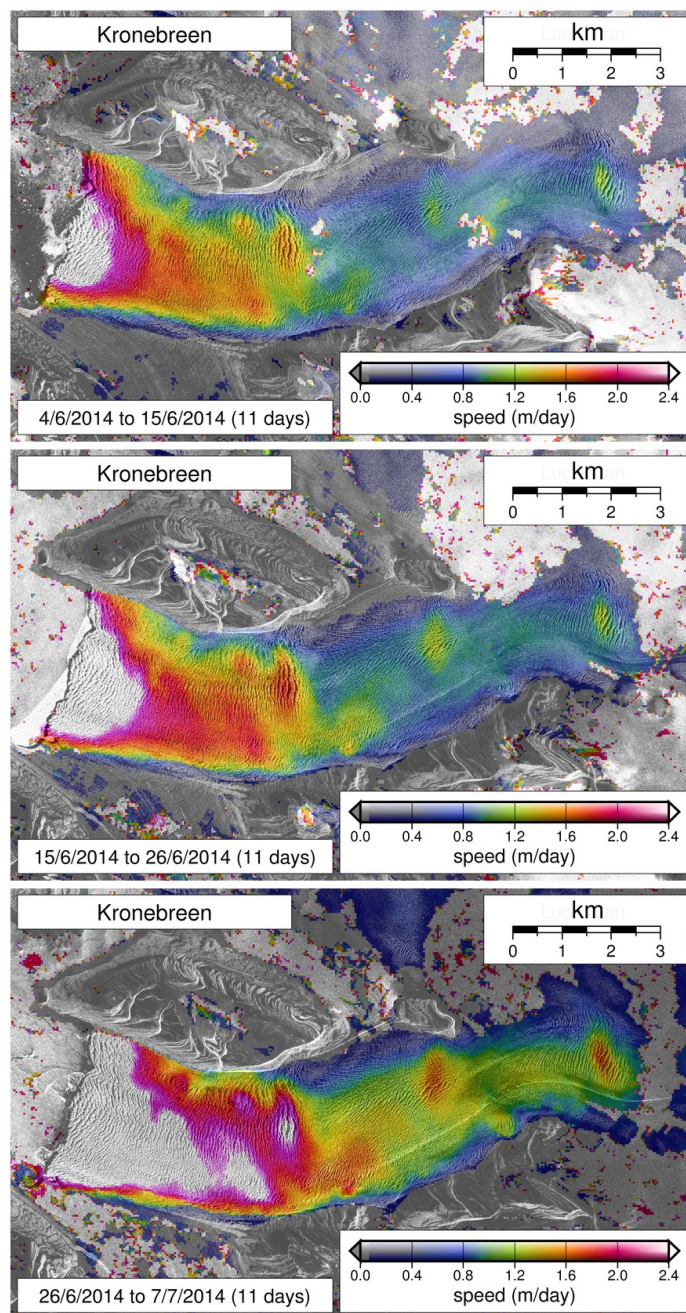 Kronebreen
km
0 1 2 3
0.0 0.4 0.8 1.2 1.6 2.0 2.4
speed (m/day)
4/6/2014 to 15/6/2014 (11 days)
Kronebreen
km
0 1 2 3
0.0 0.4 0.8 1.2 1.6 2.0 2.4
speed (m/day)
15/6/2014 to 26/6/2014 (11 days)
Kronebreen
km
0 1 2 3
0.0 0.4 0.8 1.2 1.6 2.0 2.4
speed (m/day)
26/6/2014 to 7/7/2014 (11 days)